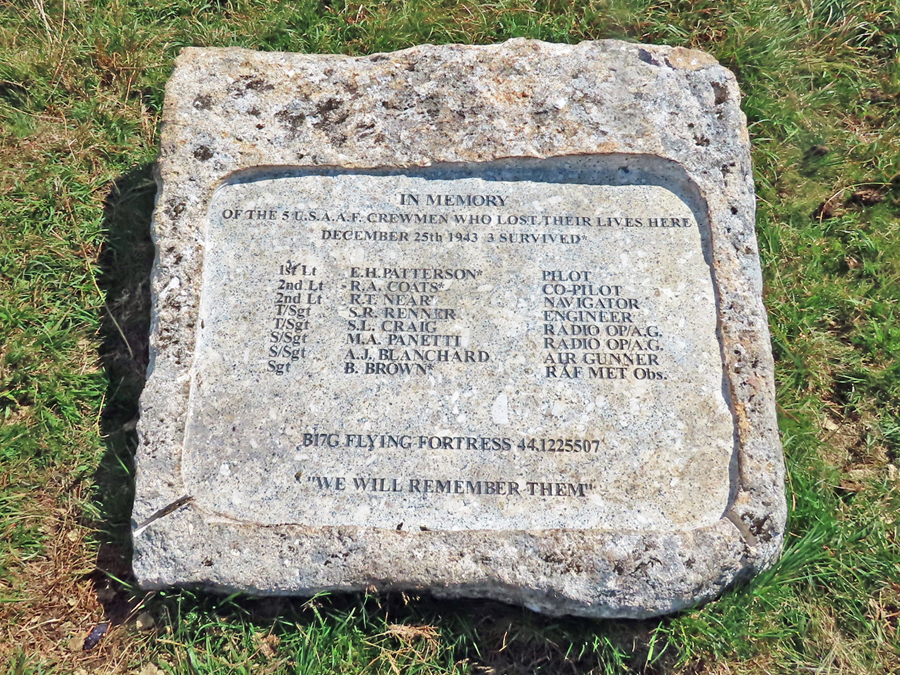 IN MEMORY
OF THE 5 U.S.A.A.F. CREWMEN WHO LOST THEIR LIVES HERE
DECEMBER 25th 1943 3 SURVIVED*
1st Lt E.H. PATTERSON* PILOT
2nd Lt R.A. COATS* CO-PILOT
2nd Lt R.T. NEAR NAVIGATOR
T/Sgt S.R. RENNER ENGINEER
T/Sgt S.L. CRAIG RADIO OP/A.G.
S/Sgt M.A. PANETTI RADIO OP/A.G.
S/Sgt A.J. BLANCHARD AIR GUNNER
Sgt B. BROWN* RAF MET Obs.
B17G FLYING FORTRESS 44.1225507
"WE WILL REMEMBER THEM"